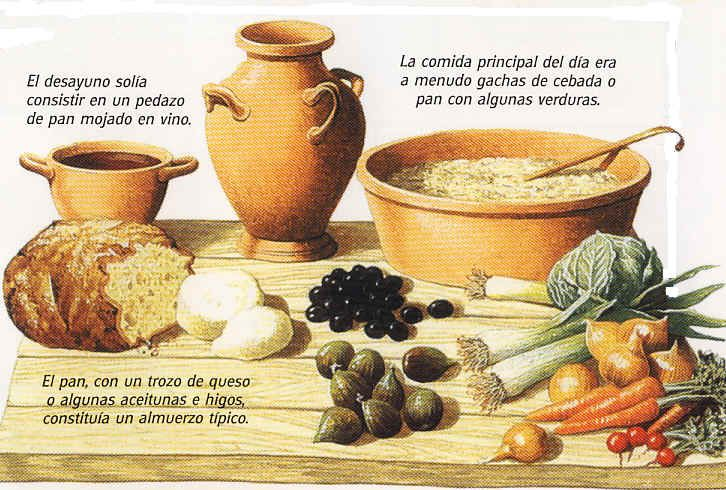 El desayuno solía
consistir en un pedazo
de pan mojado en vino.
La comida principal del día era
a menudo gachas de cebada o
pan con algunas verduras.
El pan, con un trozo de queso
o algunas aceitunas e higos,
constituía un almuerzo típico.